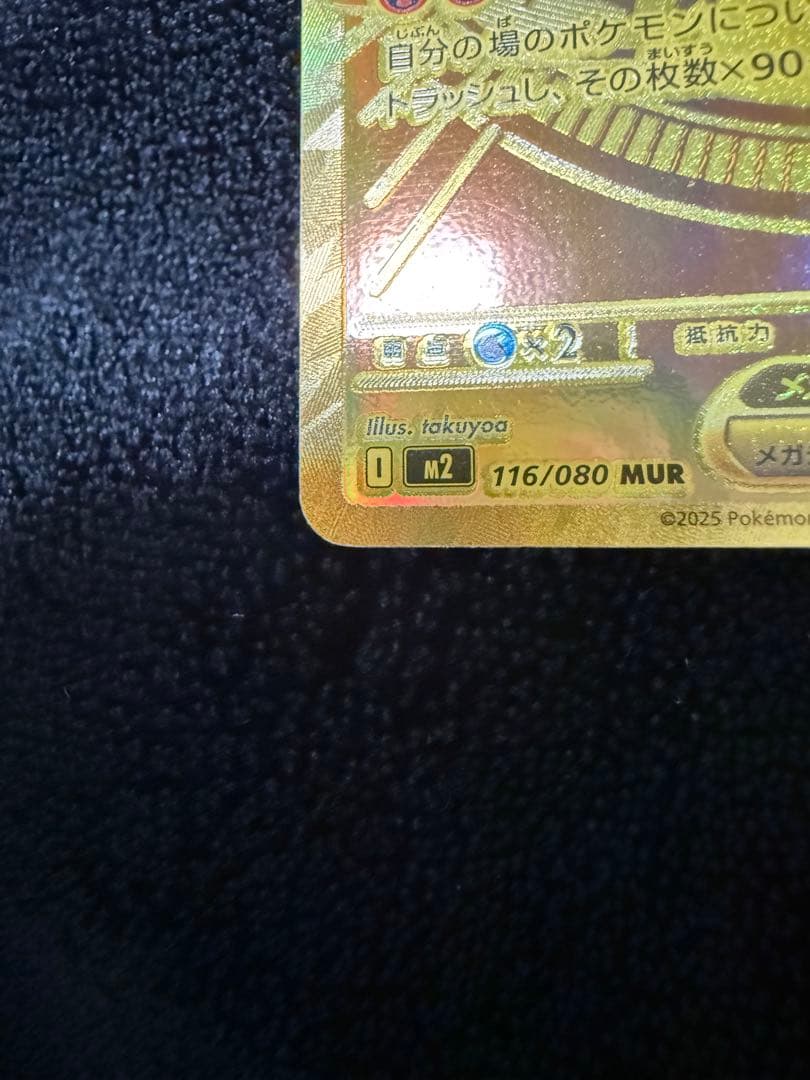 自分の場のポケモンについ
トラッシュし、その枚数×90
弱点 ×2 抵抗力
Illus. takuyoa
I M2 116/080 MUR
メガ
©2025 Pokémon